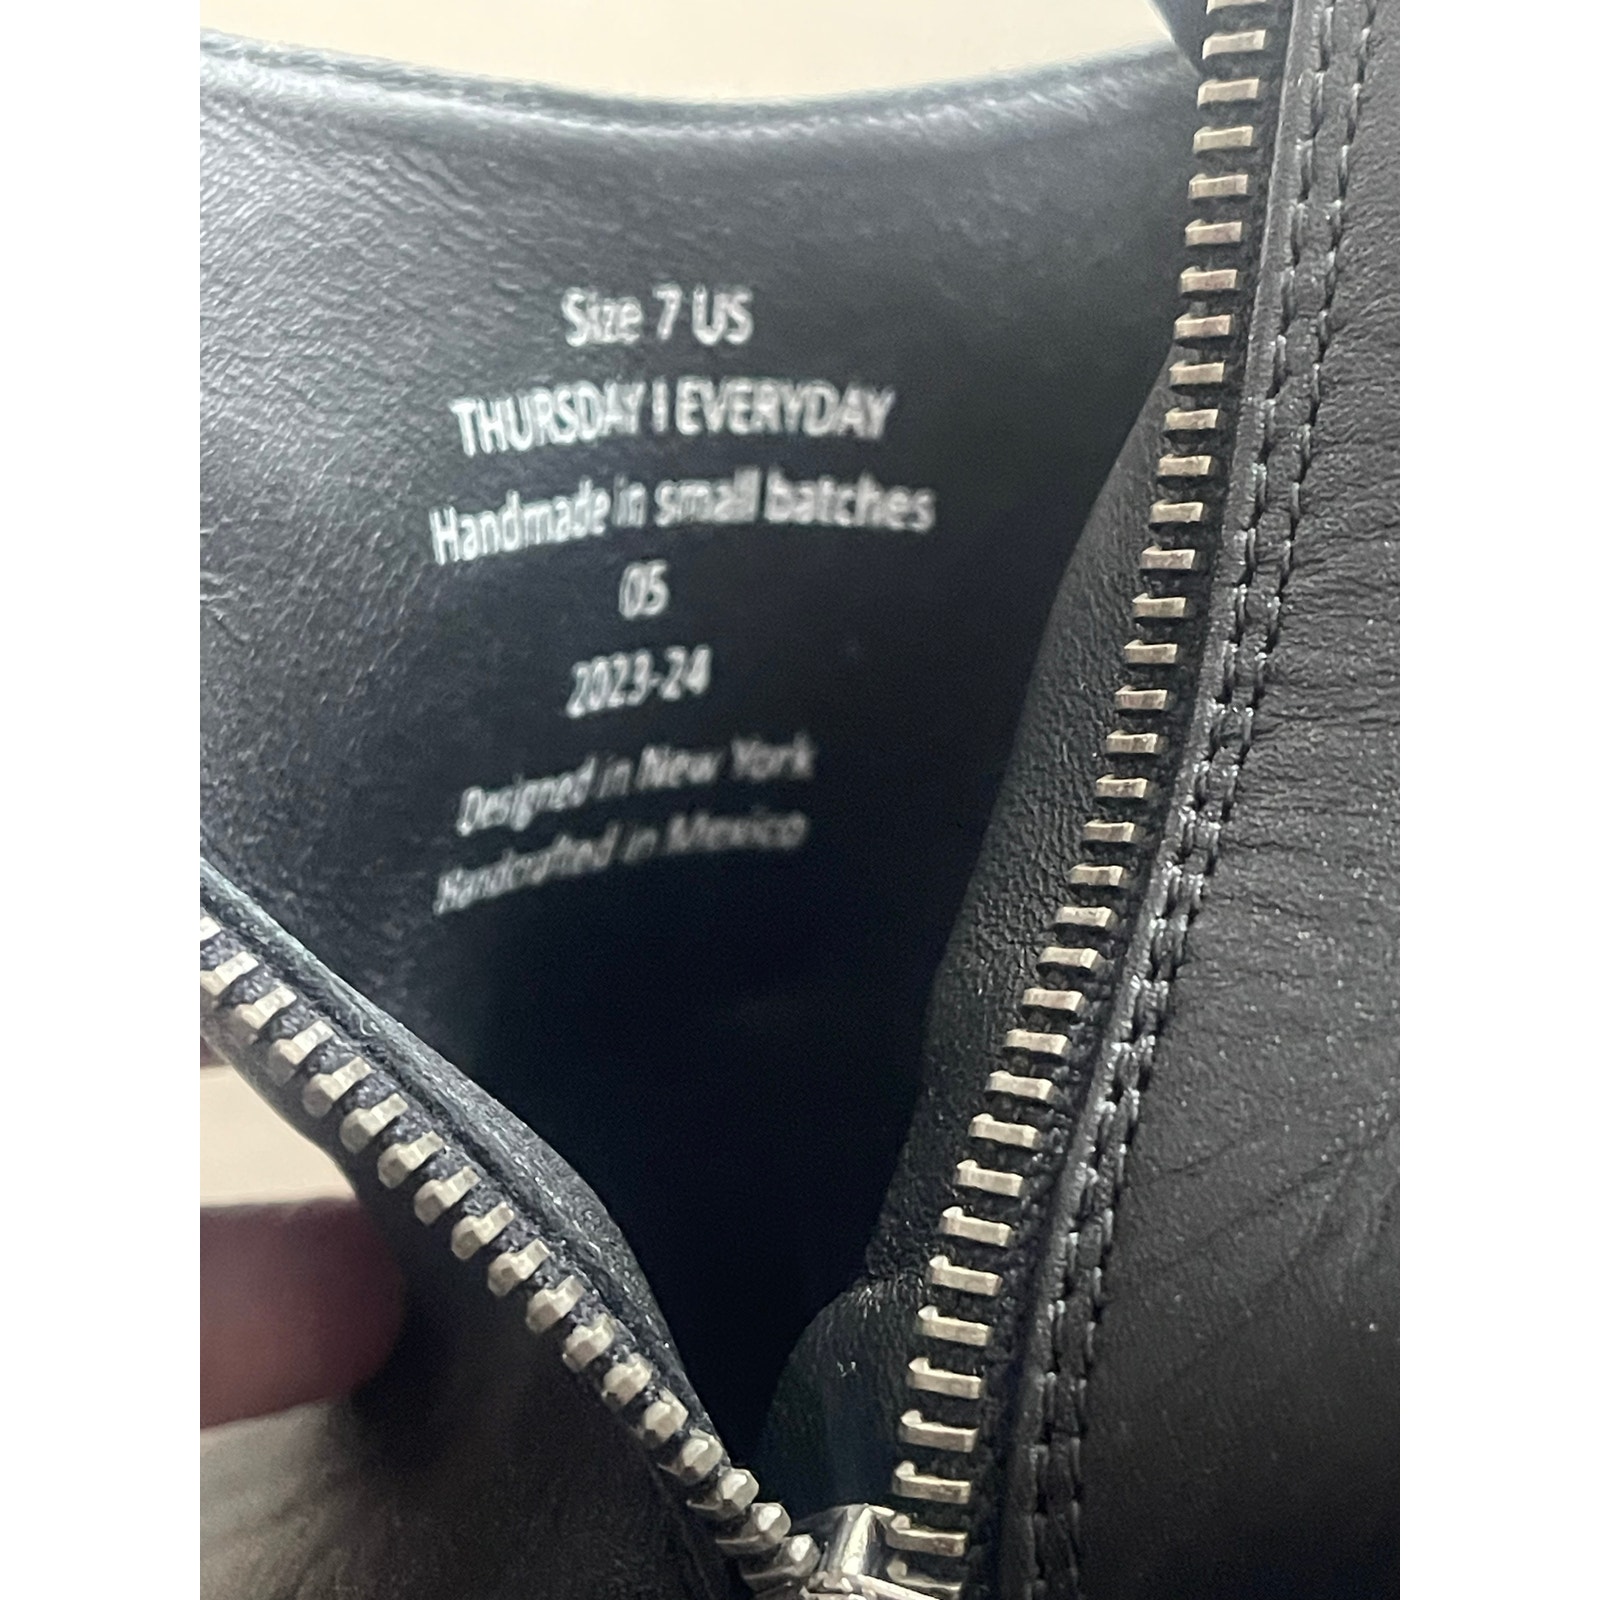 Size 7 US
THURSDAY | EVERYDAY
Handmade in small batches
05
2023-24
Designed in New York
Handcrafted in Mexico